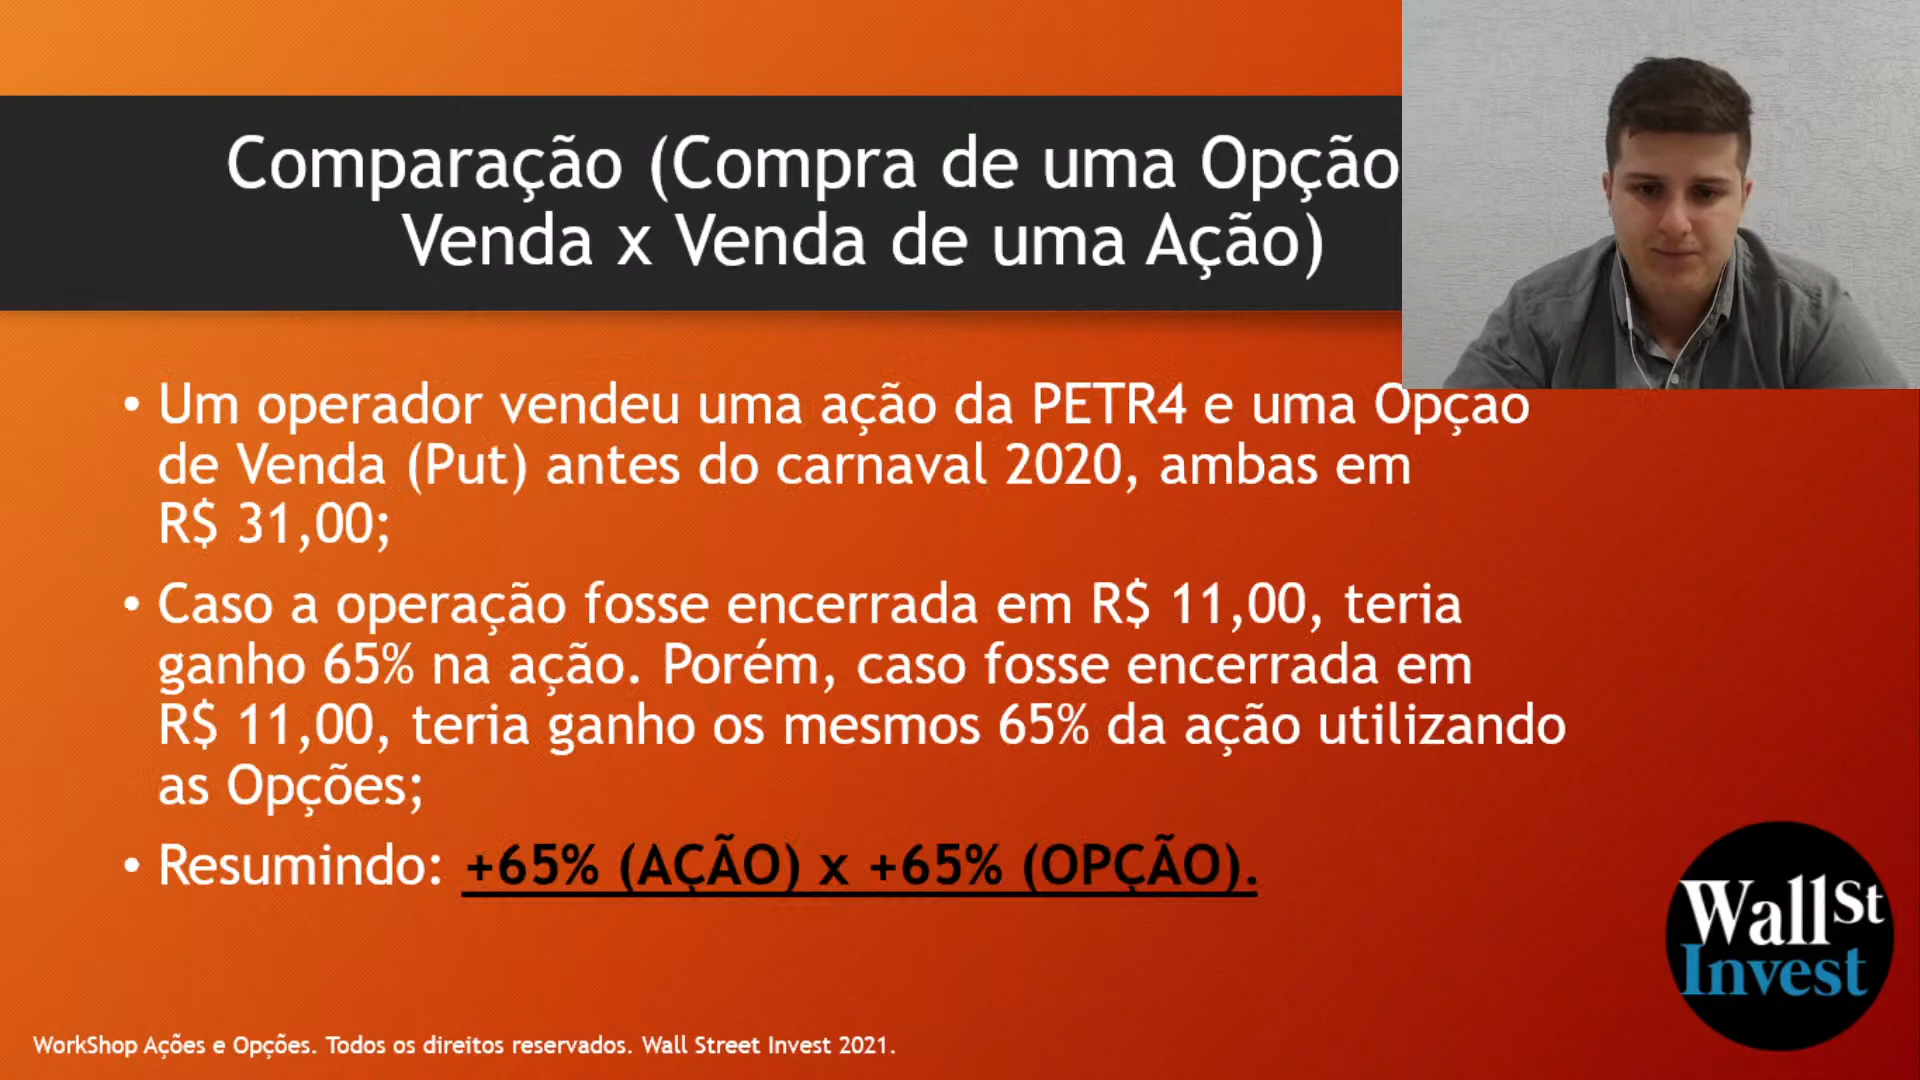 Comparação (Compra de uma Opção
Venda x Venda de uma Ação)
• Um operador vendeu uma ação da PETR4 e uma Opção
de Venda (Put) antes do carnaval 2020, ambas em
R$ 31,00;
• Caso a operação fosse encerrada em R$ 11,00, teria
ganho 65% na ação. Porém, caso fosse encerrada em
R$ 11,00, teria ganho os mesmos 65% da ação utilizando
as Opções;
• Resumindo: +65% (AÇÃO) x +65% (OPÇÃO).
Wall St
Invest
WorkShop Ações e Opções. Todos os direitos reservados. Wall Street Invest 2021.